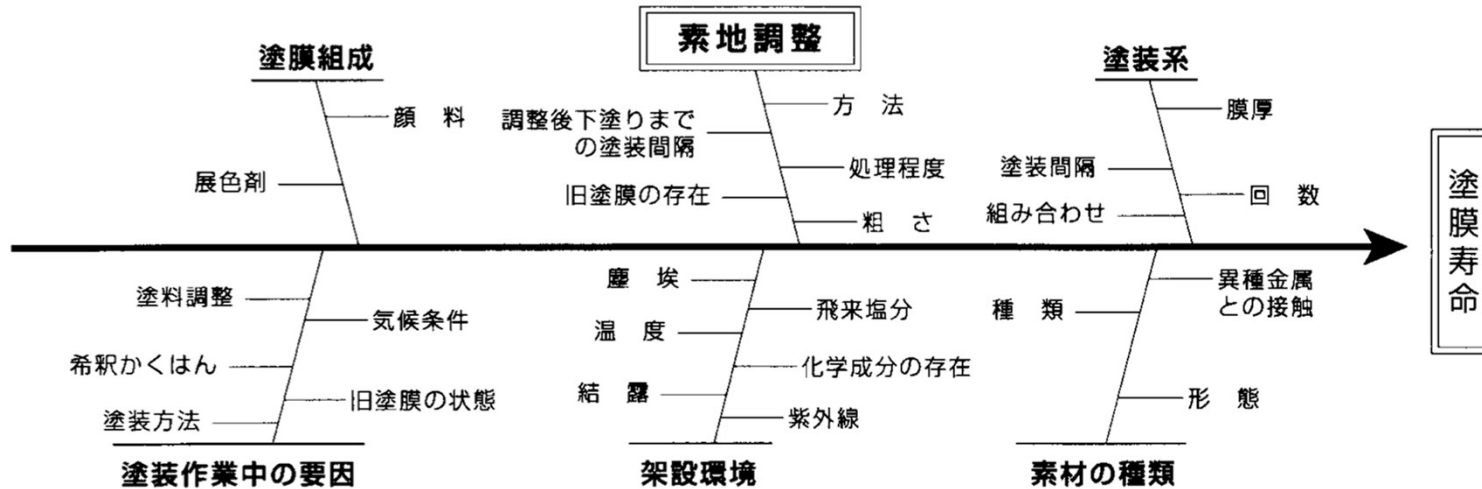 塗膜組成
顔 料
展色剤
素地調整
方 法
調整後下塗りまで
の塗装間隔
処理程度
旧塗膜の存在
粗 さ
塗装系
膜厚
塗装間隔
回 数
組み合わせ
塗膜寿命
塗料調整
気候条件
希釈かくはん
旧塗膜の状態
塗装方法
塗装作業中の要因
塵 埃
飛来塩分
温 度
化学成分の存在
結 露
紫外線
架設環境
異種金属
との接触
種 類
形 態
素材の種類